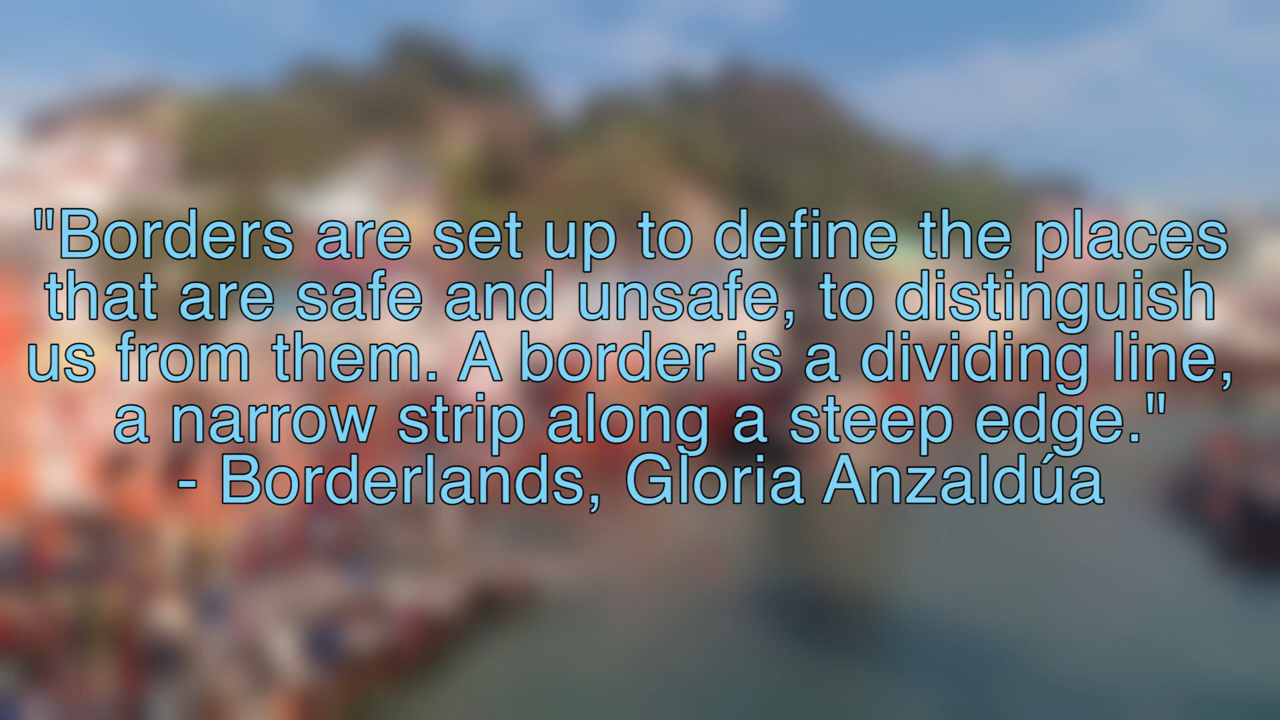 "Borders are set up to define the places
that are safe and unsafe, to distinguish
us from them. A border is a dividing line,
a narrow strip along a steep edge."
- Borderlands, Gloria Anzaldúa